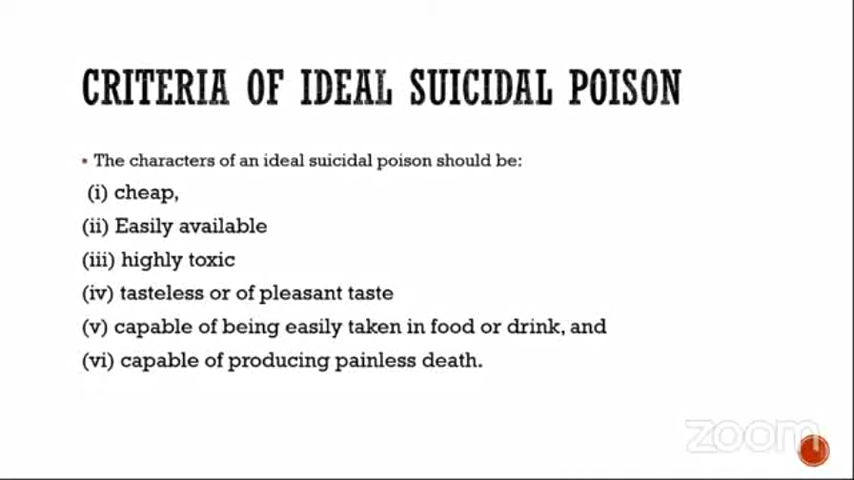 CRITERIA OF IDEAL SUICIDAL POISON
▪ The characters of an ideal suicidal poison should be:
(i) cheap,
(ii) Easily available
(iii) highly toxic
(iv) tasteless or of pleasant taste
(v) capable of being easily taken in food or drink, and
(vi) capable of producing painless death.
zoom